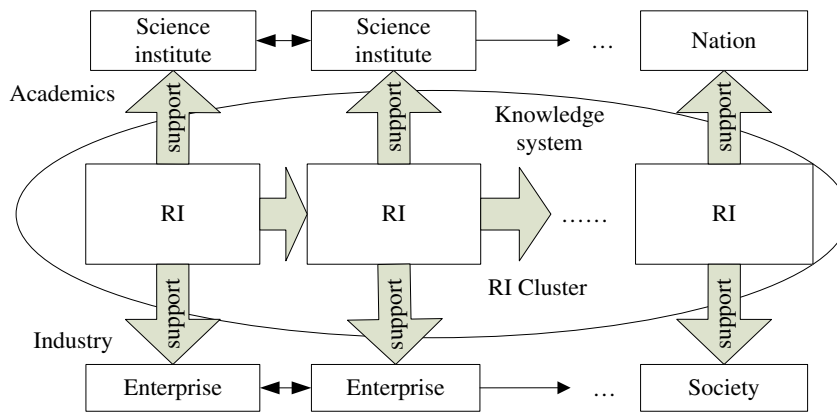 Science
institute
Science
institute
...
Nation
Academics
support
support
support
Knowledge
system
RI
RI
......
RI
RI Cluster
support
support
support
Industry
Enterprise
Enterprise
...
Society